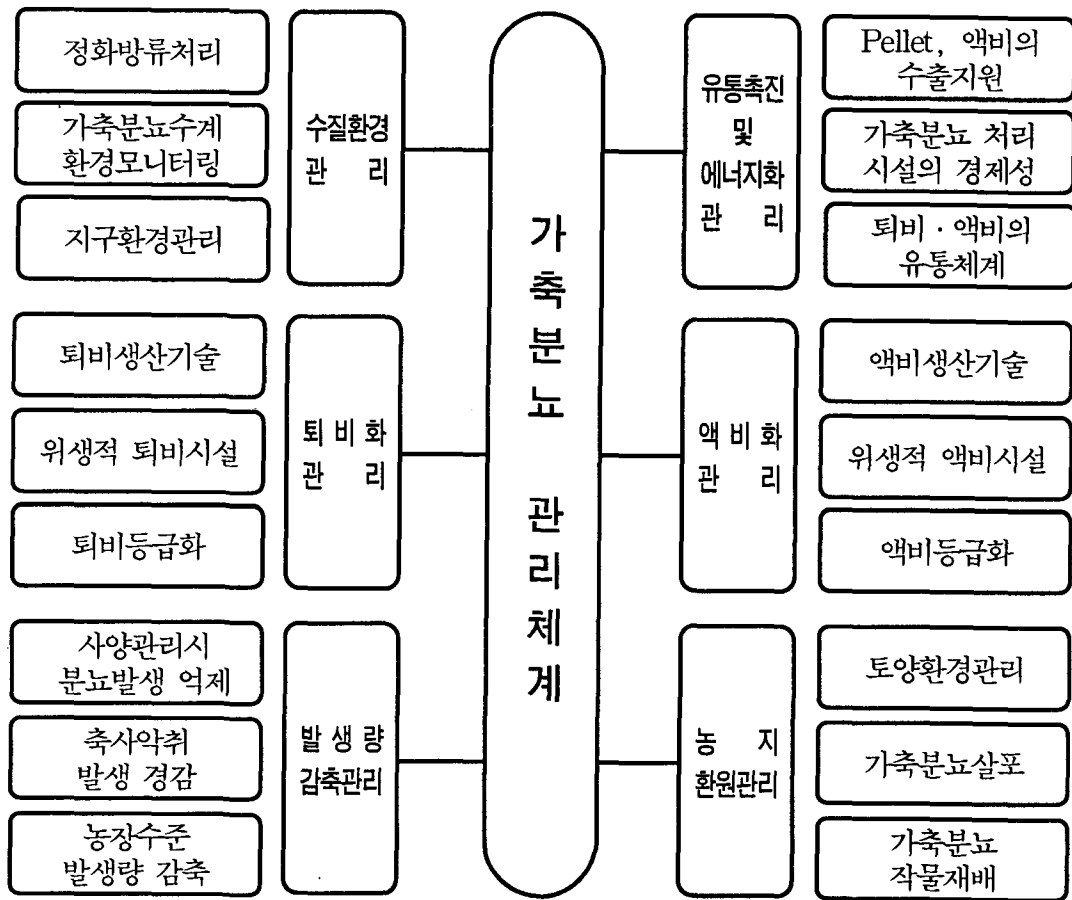 정화방류처리
가축분뇨수계
환경모니터링
지구환경관리
수질환경
관 리
퇴비생산기술
위생적 퇴비시설
퇴비등급화
퇴 비 화
관 리
사양관리시
분뇨발생 억제
축사악취
발생 경감
농장수준
발생량 감축
발 생 량
감축관리
가축분뇨 관리체계
유통촉진
및
에너지화
관 리
Pellet, 액비의
수출지원
가축분뇨 처리
시설의 경제성
퇴비 · 액비의
유통체계
액 비 화
관 리
액비생산기술
위생적 액비시설
액비등급화
농 지
환원관리
토양환경관리
가축분뇨살포
가축분뇨
작물재배